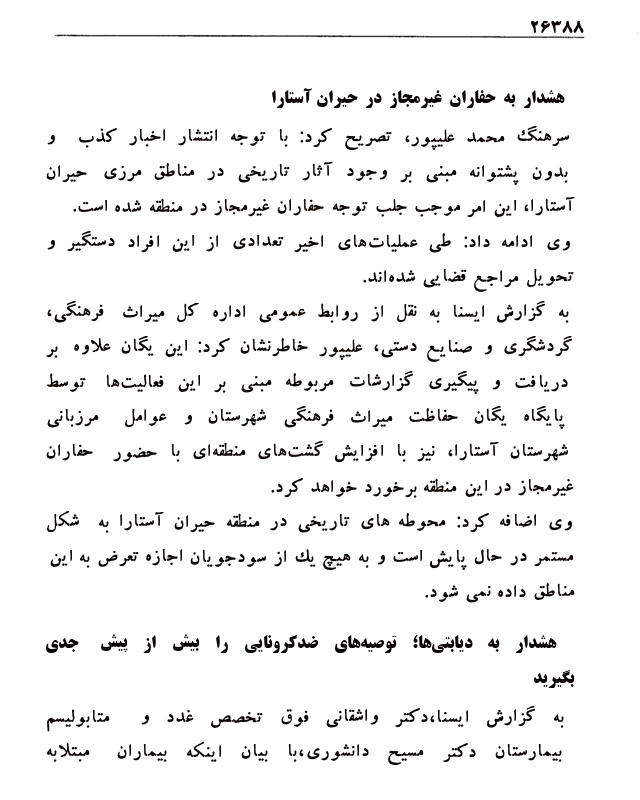 ۲۶۳۸۸
هشدار به حفاران غیرمجاز در حیران آستارا
سرهنگ محمد علیپور، تصریح کرد: با توجه انتشار اخبار کذب و
بدون پشتوانه مبنی بر وجود آثار تاریخی در مناطق مرزی حیران
آستارا، این امر موجب جلب توجه حفاران غیرمجاز در منطقه شده است.
وی ادامه داد: طی عملیات‌های اخیر تعدادی از این افراد دستگیر و
تحویل مراجع قضایی شده‌اند.
به گزارش ایسنا به نقل از روابط عمومی اداره کل میراث فرهنگی،
گردشگری و صنایع دستی، علیپور خاطرنشان کرد: این یگان علاوه بر
دریافت و پیگیری گزارشات مربوطه مبنی بر این فعالیت‌ها توسط
پایگاه یگان حفاظت میراث فرهنگی شهرستان و عوامل مرزبانی
شهرستان آستارا، نیز با افزایش گشت‌های منطقه‌ای با حضور حفاران
غیرمجاز در این منطقه برخورد خواهد کرد.
وی اضافه کرد: محوطه های تاریخی در منطقه حیران آستارا به شکل
مستمر در حال پایش است و به هیچ یك از سودجویان اجازه تعرض به این
مناطق داده نمی شود.
هشدار به دیابتی‌ها؛ توصیه‌های ضدکرونایی را بیش از پیش جدی
بگیرید
به گزارش ایسنا،دکتر واشقانی فوق تخصص غدد و متابولیسم
بیمارستان دکتر مسیح دانشوری،با بیان اینکه بیماران مبتلابه